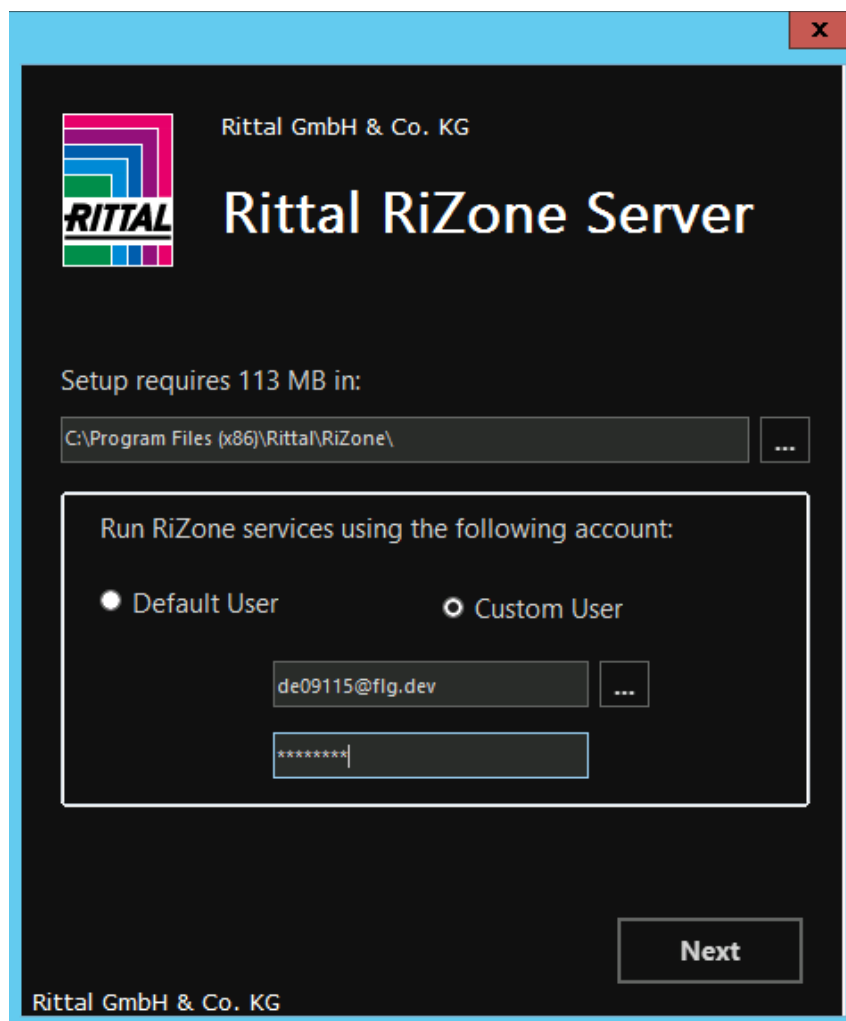 x
Rittal GmbH & Co. KG
RITTAL
Rittal RiZone Server
Setup requires 113 MB in:
C:\Program Files (x86)\Rittal\RiZone\
...
Run RiZone services using the following account:
Default User
Custom User
de09115@flg.dev
...
********
Next
Rittal GmbH & Co. KG